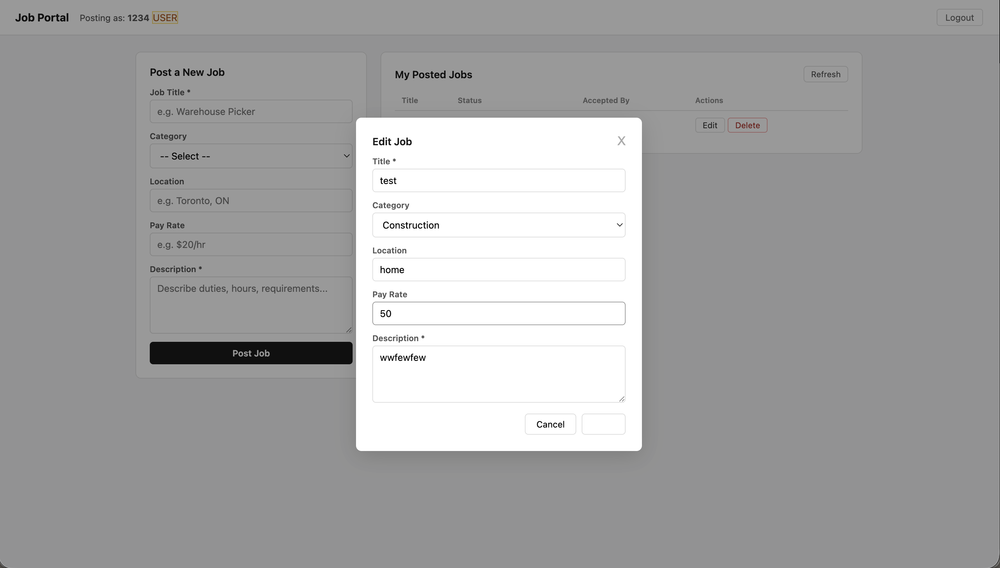 Job Portal Posting as: 1234 USER
Logout
Post a New Job
Job Title *
e.g. Warehouse Picker
Category
-- Select --
Location
e.g. Toronto, ON
Pay Rate
e.g. $20/hr
Description *
Describe duties, hours, requirements...
Post Job
My Posted Jobs
Refresh
Title Status Accepted By Actions
Edit Delete
Edit Job
X
Title *
test
Category
Construction
Location
home
Pay Rate
50
Description *
wwfewfew
Cancel